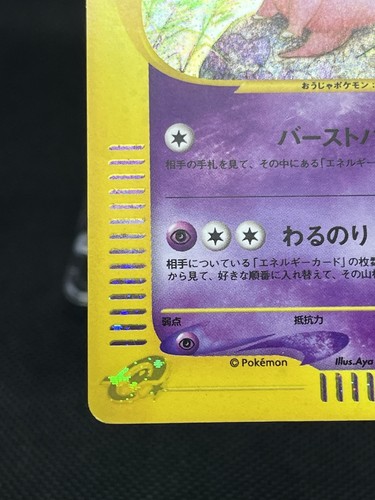 おうじゃポケモン：
バーストパ
相手の手札を見て、その中にある「エネルギー
わるのり
相手についている「エネルギーカード」の枚数
から見て、好きな順番に入れ替えて、その山札
弱点 抵抗力
© Pokémon Illus.Aya